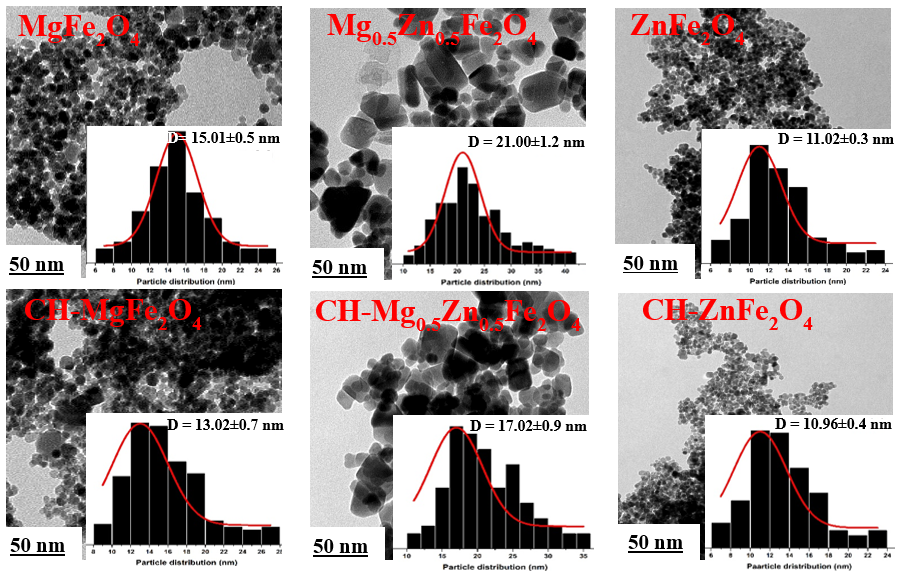 MgFe2O4
D = 15.01±0.5 nm
50 nm
6 8 10 12 14 16 18 20 22 24 26
Particle distribution (nm)
Mg0.5Zn0.5Fe2O4
D = 21.00±1.2 nm
50 nm
10 15 20 25 30 35 40
Particle distribution (nm)
ZnFe2O4
D = 11.02±0.3 nm
50 nm
6 8 10 12 14 16 18 20 22 24
Particle distribution (nm)
CH-MgFe2O4
D = 13.02±0.7 nm
50 nm
8 10 12 14 16 18 20 22 24 26
Particle distribution (nm)
CH-Mg0.5Zn0.5Fe2O4
D = 17.02±0.9 nm
50 nm
10 15 20 25 30 35
Particle distribution (nm)
CH-ZnFe2O4
D = 10.96±0.4 nm
50 nm
6 8 10 12 14 16 18 20 22 24
Paarticle distribution (nm)